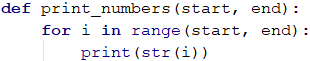 def print_numbers(start, end):
    for i in range(start, end):
        print(str(i))